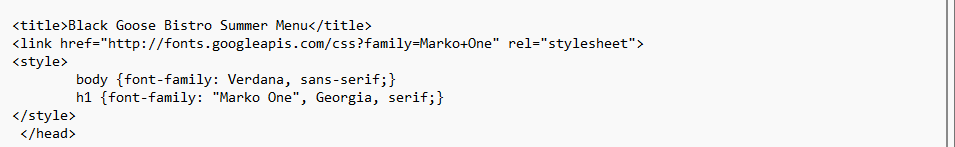 <title>Black Goose Bistro Summer Menu</title>
<link href="http://fonts.googleapis.com/css?family=Marko+One" rel="stylesheet">
<style>
body {font-family: Verdana, sans-serif;}
h1 {font-family: "Marko One", Georgia, serif;}
</style>
</head>